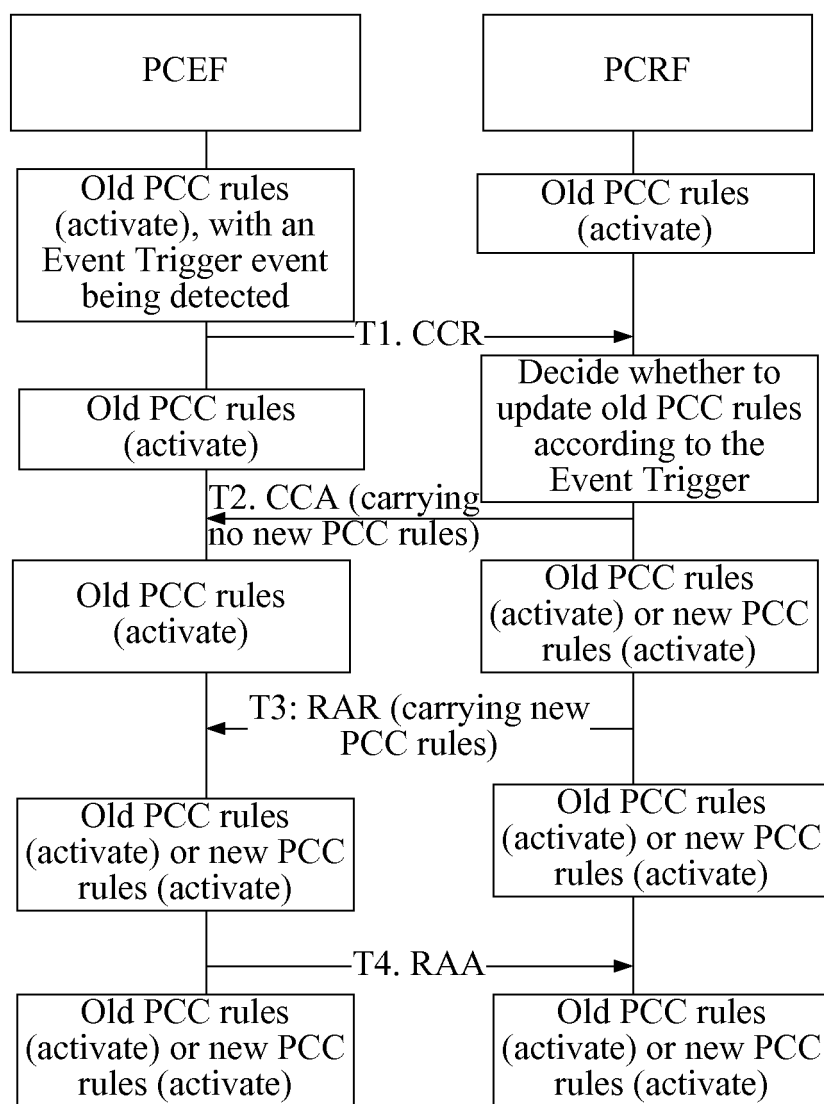 PCEF
PCRF
Old PCC rules
(activate), with an
Event Trigger event
being detected
Old PCC rules
(activate)
T1. CCR
Old PCC rules
(activate)
Decide whether to
update old PCC rules
according to the
Event Trigger
T2. CCA (carrying
no new PCC rules)
Old PCC rules
(activate)
Old PCC rules
(activate) or new PCC
rules (activate)
T3: RAR (carrying new
PCC rules)
Old PCC rules
(activate) or new PCC
rules (activate)
Old PCC rules
(activate) or new PCC
rules (activate)
T4. RAA
Old PCC rules
(activate) or new PCC
rules (activate)
Old PCC rules
(activate) or new PCC
rules (activate)